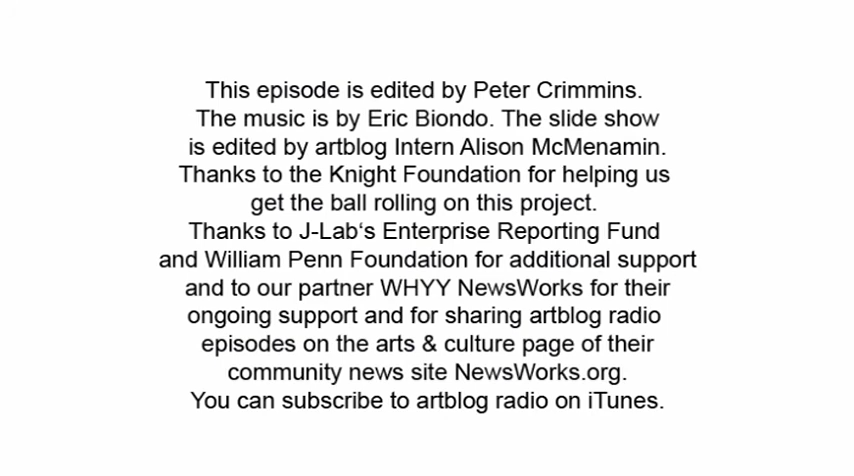 This episode is edited by Peter Crimmins.
The music is by Eric Biondo. The slide show
is edited by artblog Intern Alison McMenamin.
Thanks to the Knight Foundation for helping us
get the ball rolling on this project.
Thanks to J-Lab‘s Enterprise Reporting Fund
and William Penn Foundation for additional support
and to our partner WHYY NewsWorks for their
ongoing support and for sharing artblog radio
episodes on the arts & culture page of their
community news site NewsWorks.org.
You can subscribe to artblog radio on iTunes.